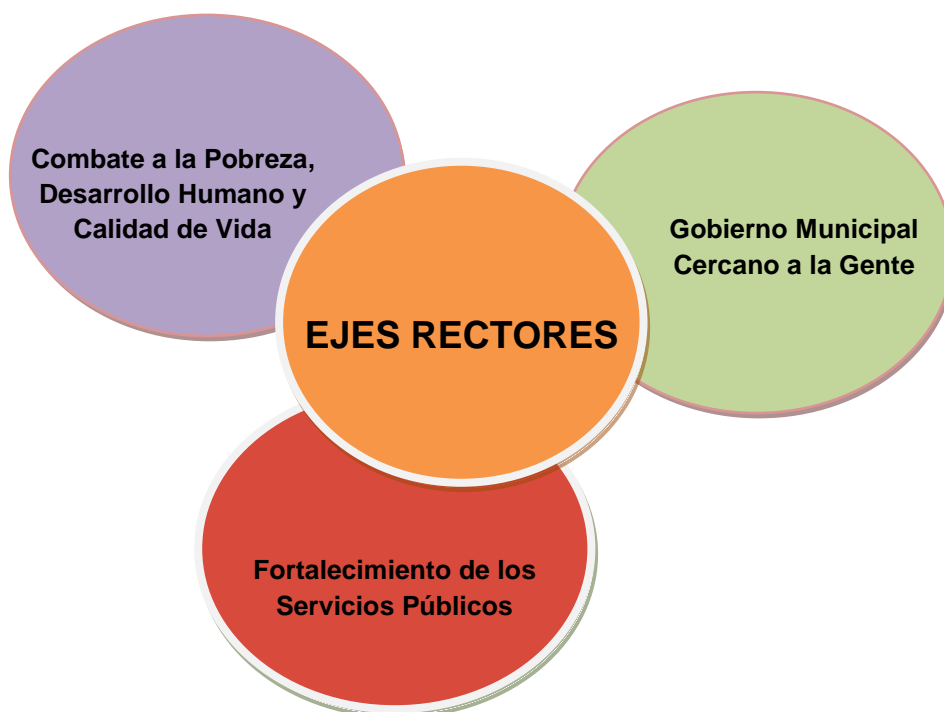 Combate a la Pobreza,
Desarrollo Humano y
Calidad de Vida
Gobierno Municipal
Cercano a la Gente
EJES RECTORES
Fortalecimiento de los
Servicios Públicos